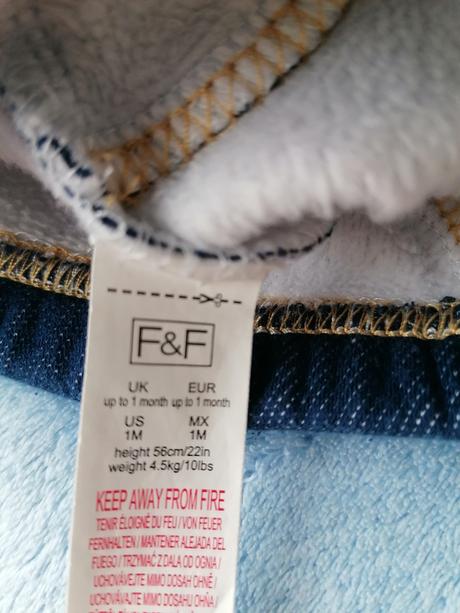 F&F
UK EUR
up to 1 month up to 1 month
US MX
1M 1M
height 56cm/22in
weight 4.5kg/10lbs
KEEP AWAY FROM FIRE
TENIR ÉLOIGNÉ DU FEU / VON FEUER
FERNHALTEN / MANTENER ALEJADA DEL
FUEGO / TRZYMAĆ Z DALA OD OGNIA /
UCHOVÁVEJTE MIMO DOSAH OHNĚ /
UCHOVÁVAJTE MIMO DOSAHU OHŇA /